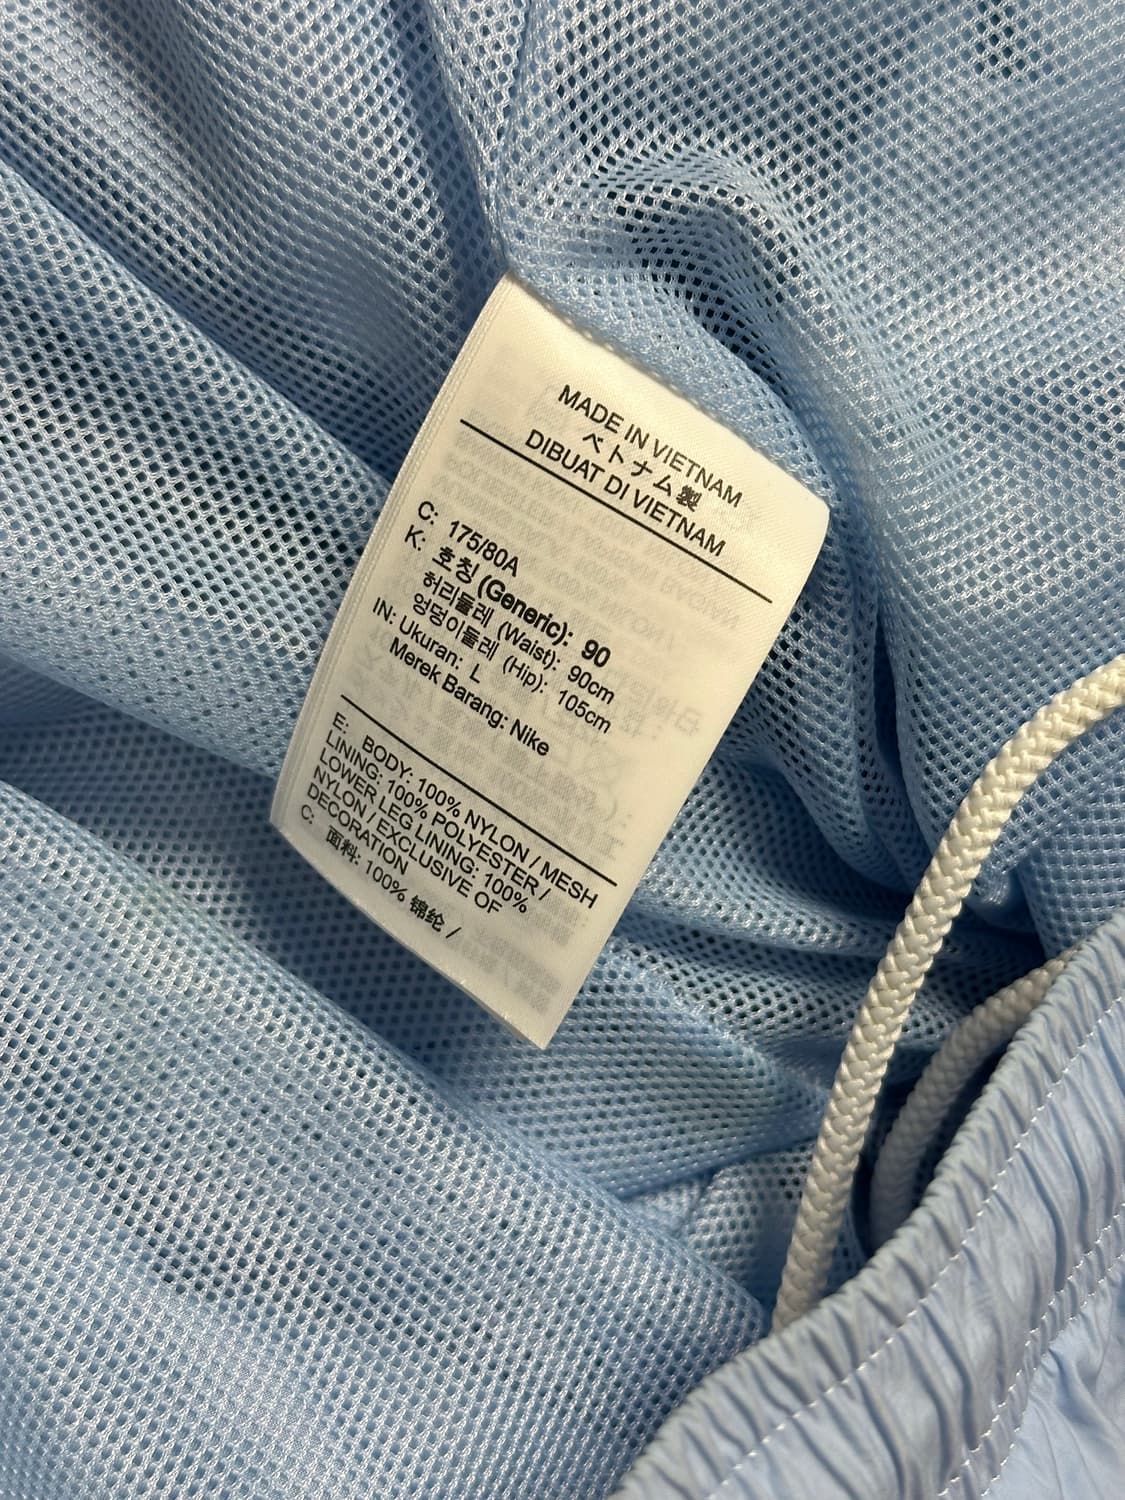 MADE IN VIETNAM
ベトナム製
DIBUAT DI VIETNAM
C: 175/80A
K: 호칭 (Generic): 90
허리둘레 (Waist): 90cm
엉덩이둘레 (Hip): 105cm
IN: Ukuran: L
Merek Barang: Nike
E: BODY: 100% NYLON / MESH
LINING: 100% POLYESTER /
LOWER LEG LINING: 100%
NYLON / EXCLUSIVE OF
DECORATION
C: 面料: 100% 锦纶 /